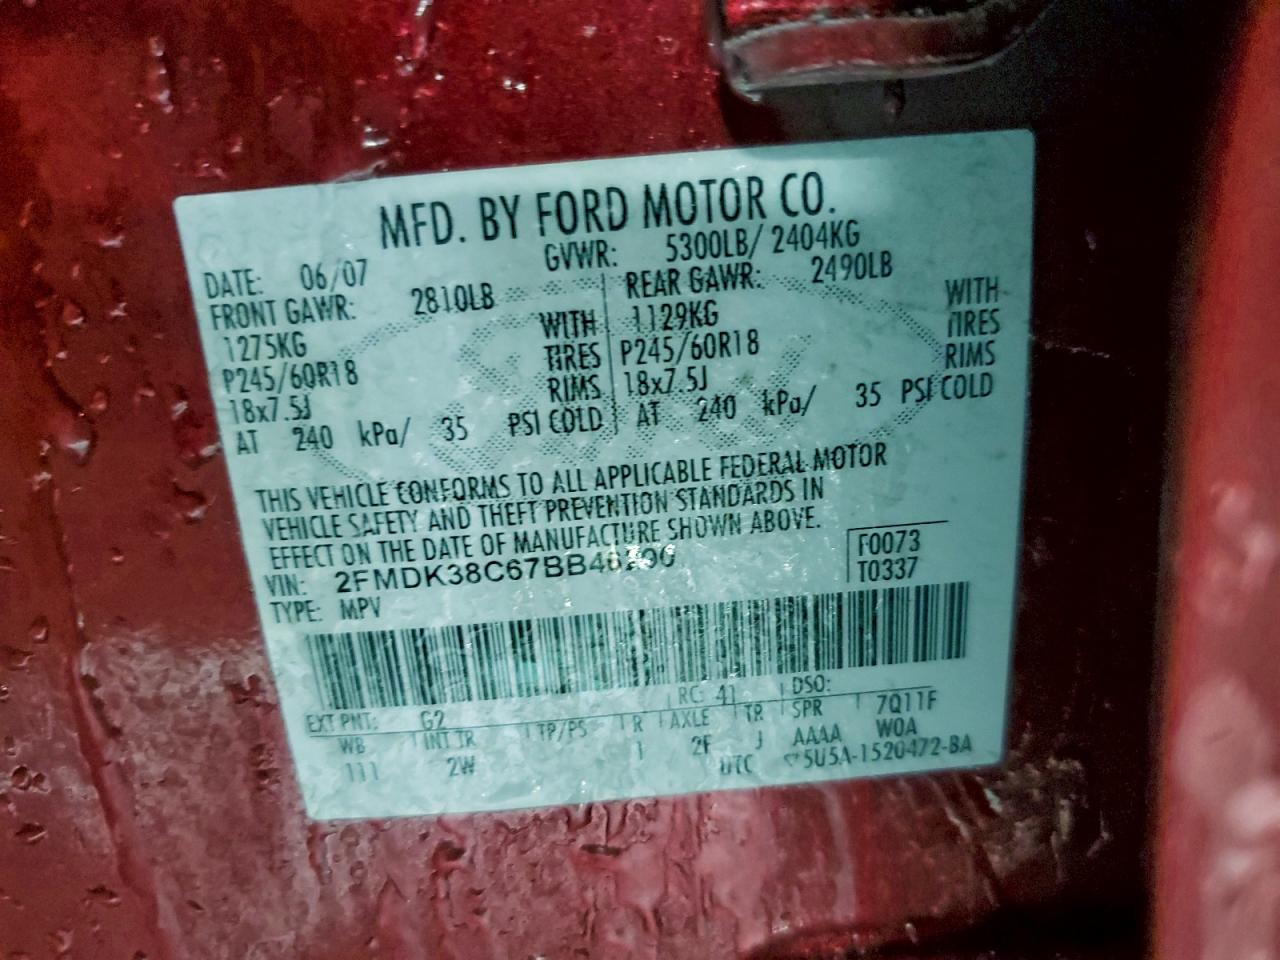 MFD. BY FORD MOTOR CO.
DATE: 06/07 GVWR: 5300LB/ 2404KG
FRONT GAWR: 2810LB REAR GAWR: 2490LB
1275KG WITH 1129KG WITH
P245/60R18 TIRES P245/60R18 TIRES
18x7.5J RIMS 18x7.5J RIMS
AT 240 kPa/ 35 PSI COLD AT 240 kPa/ 35 PSI COLD
THIS VEHICLE CONFORMS TO ALL APPLICABLE FEDERAL MOTOR
VEHICLE SAFETY AND THEFT PREVENTION STANDARDS IN
EFFECT ON THE DATE OF MANUFACTURE SHOWN ABOVE.
VIN: F0073
TYPE: MPV T0337
EXT PNT: G2 RC: 41 DSO:
WB INT TR TP/PS R AXLE TR SPR 7Q11F
111 2W 1 2F J AAAA W0A
UTC 5U5A-1520472-BA